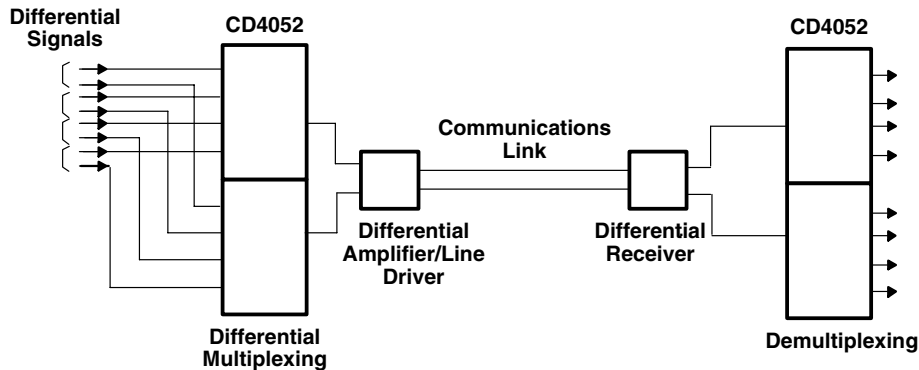 Differential
Signals
CD4052
CD4052
Communications
Link
Differential
Amplifier/Line
Driver
Differential
Receiver
Differential
Multiplexing
Demultiplexing